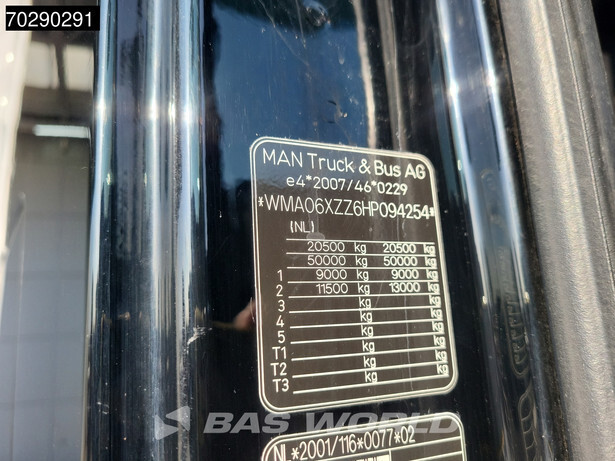 70290291
MAN Truck & Bus AG
e4*2007/46*0229
*WMA06XZZ6HP094254*
(NL)
20500 kg 20500 kg
50000 kg 50000 kg
1 9000 kg 9000 kg
2 11500 kg 13000 kg
3 kg kg
4 kg kg
5 kg kg
T1 kg kg
T2 kg kg
T3 kg kg
BAS WORLD
NL*2001/116*0077*02